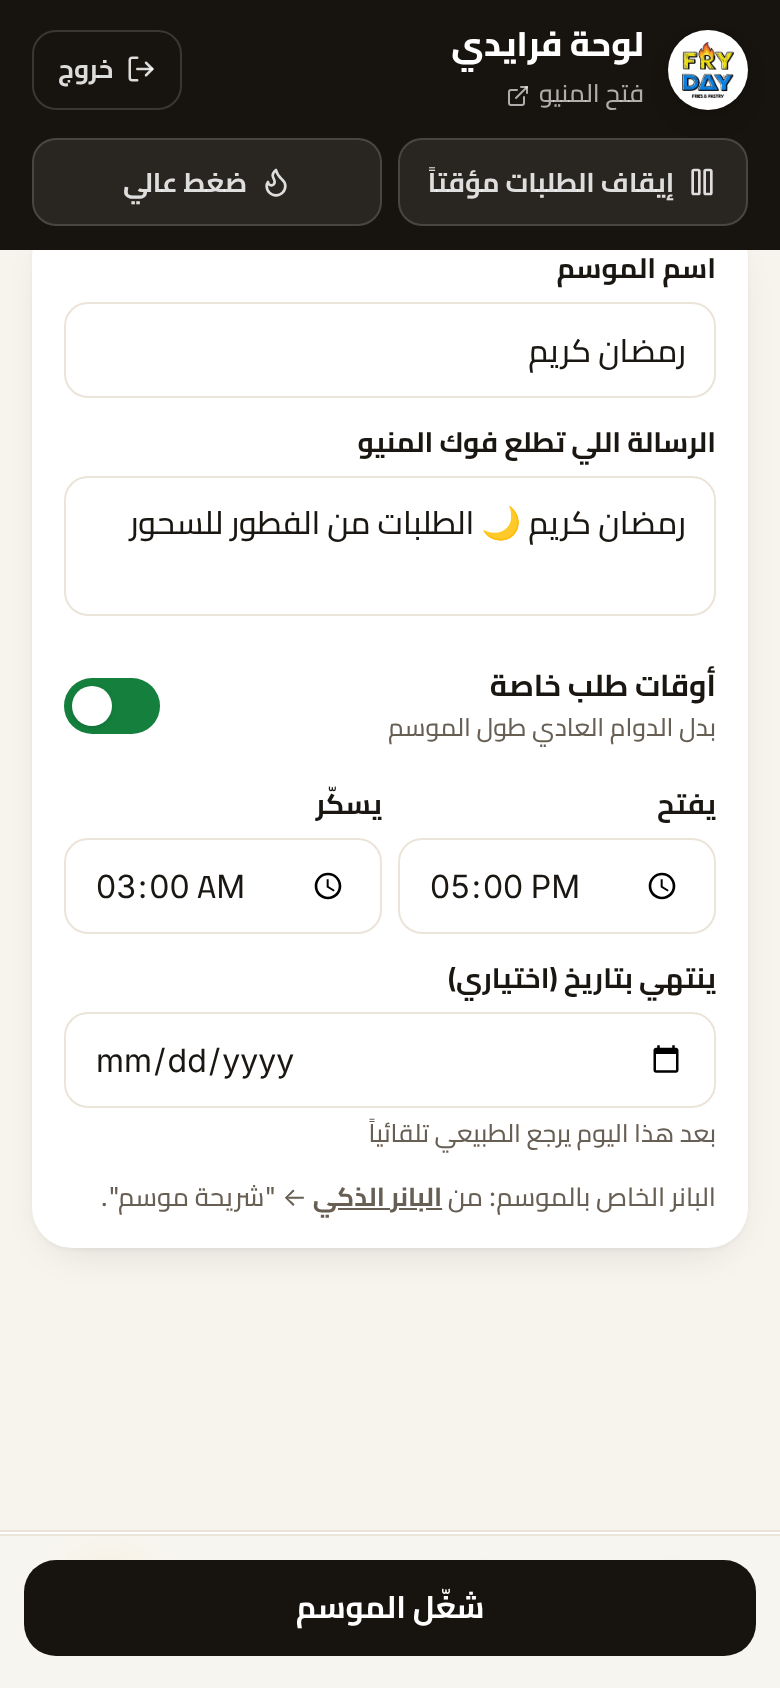 FRY
DAY
FRIES & PASTRY
لوحة فرايدي
فتح المنيو
خروج
إيقاف الطلبات مؤقتاً
ضغط عالي
اسم الموسم
رمضان كريم
الرسالة اللي تطلع فوك المنيو
رمضان كريم 🌙 الطلبات من الفطور للسحور
أوقات طلب خاصة
بدل الدوام العادي طول الموسم
يفتح
يسكّر
05:00 PM
03:00 AM
ينتهي بتاريخ (اختياري)
mm/dd/yyyy
بعد هذا اليوم يرجع الطبيعي تلقائياً
البانر الخاص بالموسم: من البانر الذكي ← "شريحة موسم".
شغّل الموسم